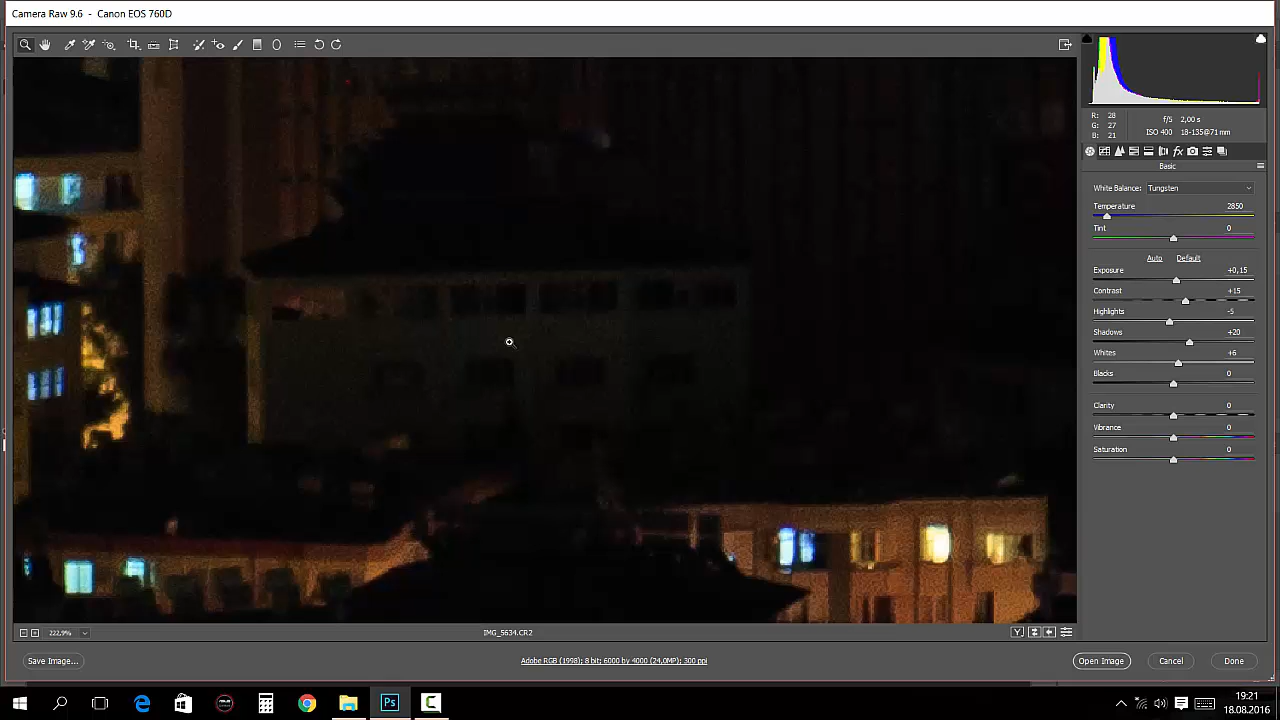 Camera Raw 9.6 - Canon EOS 760D
R: 28
G: 27
B: 21
f/5 2,00 s
ISO 400 18-135@71 mm
fx
Basic
White Balance: Tungsten
Temperature 2850
Tint 0
Auto Default
Exposure +0,15
Contrast +15
Highlights -5
Shadows +20
Whites +6
Blacks 0
Clarity 0
Vibrance 0
Saturation 0
222,9%
IMG_5634.CR2
Y
Save Image...
Adobe RGB (1998); 8 bit; 6000 by 4000 (24,0MP); 300 ppi
Open Image
Cancel
Done
Ps
19:21
18.08.2016